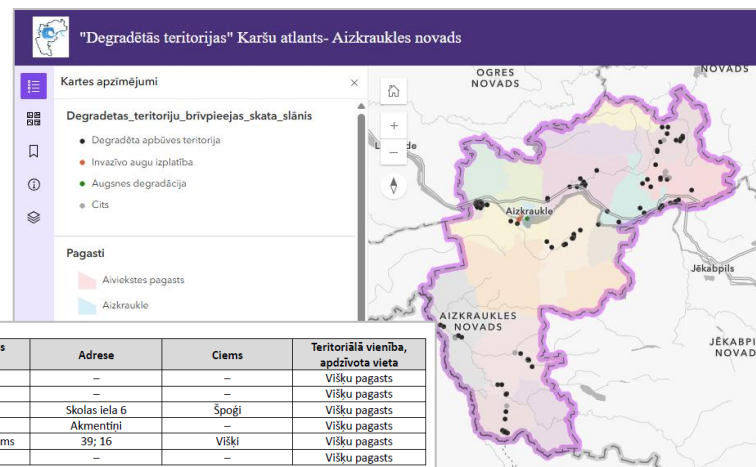 "Degradētās teritorijas" Karšu atlants- Aizkraukles novads
Kartes apzīmējumi
Degradetas_teritoriju_brīvpieejas_skata_slānis
Degradēta apbūves teritorija
Invazīvo augu izplatība
Augsnes degradācija
Cits
Pagasti
Aiviekstes pagasts
Aizkraukle
OGRES
NOVADS
NOVADS
Aizkraukle
Jēkabpils
AIZKRAUKLES
NOVADS
s Adrese Ciems Teritoriālā vienība,
apdzīvota vieta
– – Višķu pagasts
– – Višķu pagasts
Skolas iela 6 Špoģi Višķu pagasts
Akmentiņi – Višķu pagasts
ms 39; 16 Višķi Višķu pagasts
– – Višķu pagasts